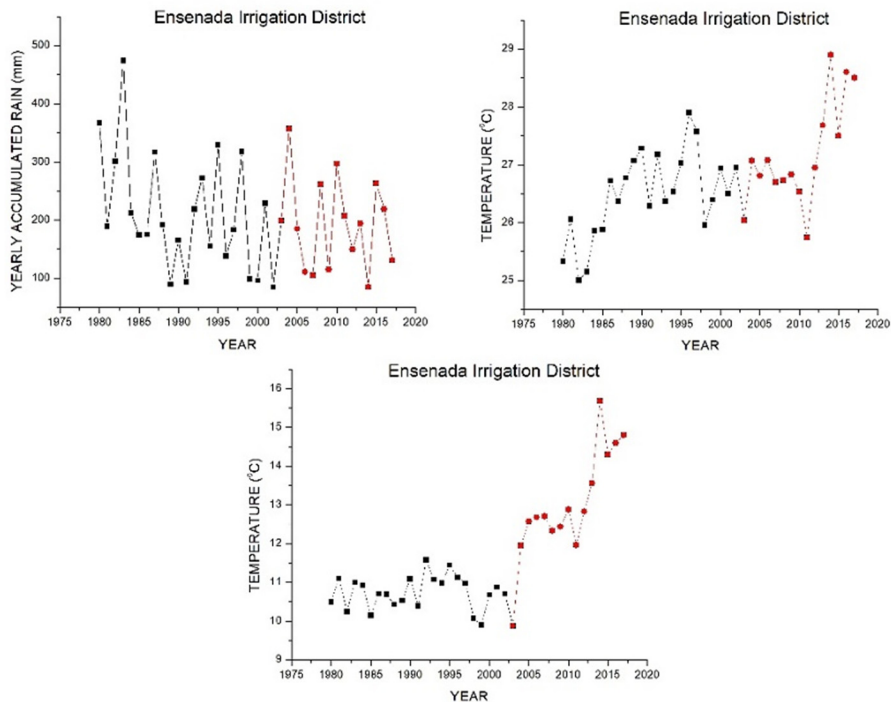 Ensenada Irrigation District
YEARLY ACCUMULATED RAIN (mm)
500
400
300
200
100
1975 1980 1985 1990 1995 2000 2005 2010 2015 2020
YEAR
Ensenada Irrigation District
TEMPERATURE (°C)
29
28
27
26
25
1975 1980 1985 1990 1995 2000 2005 2010 2015 2020
YEAR
Ensenada Irrigation District
TEMPERATURE (°C)
16
15
14
13
12
11
10
9
1975 1980 1985 1990 1995 2000 2005 2010 2015 2020
YEAR